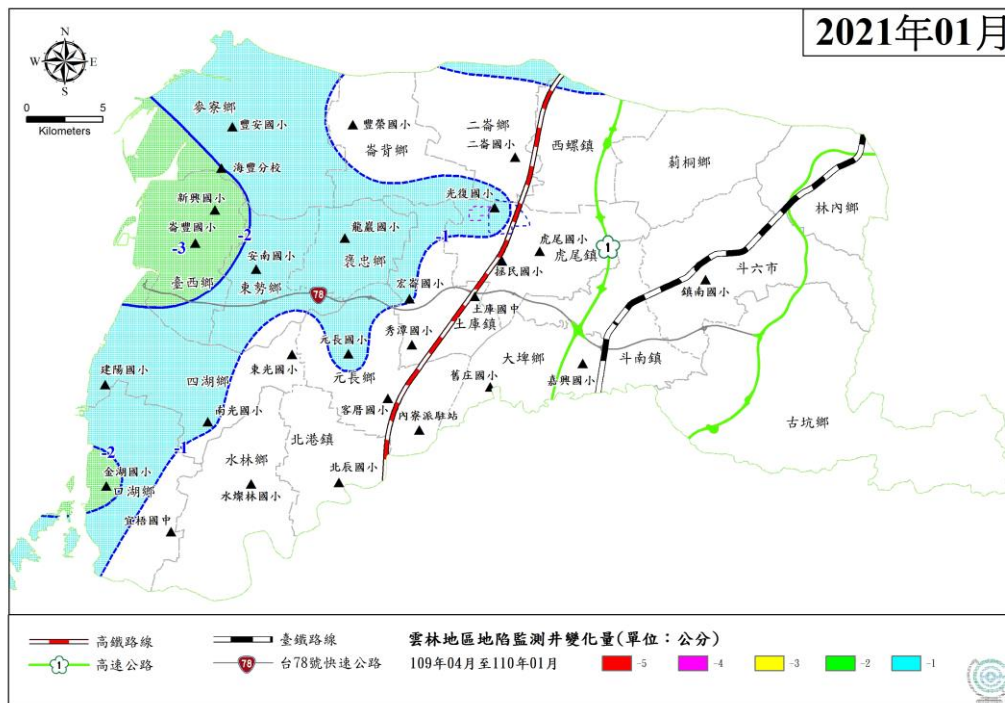 2021年01月
N
W
E
S
0
5
Kilometers
麥寮鄉
豐安國小
豐榮國小
崙背鄉
二崙鄉
二崙國小
西螺鎮
莿桐鄉
林內鄉
海豐分校
新興國小
崙豐國小
-3
-2
臺西鄉
安南國小
東勢鄉
龍巖國小
褒忠鄉
光復國小
-1
虎尾國小
虎尾鎮
拯民國小
1
斗六市
鎮南國小
78
宏崙國小
土庫國中
土庫鎮
秀潭國小
元長國小
元長鄉
東光國小
大埤鄉
斗南鎮
嘉興國小
舊庄國小
建陽國小
四湖鄉
南光國小
客厝國小
內寮派駐站
古坑鄉
北港鎮
-1
-2
金湖國小
口湖鄉
水林鄉
水燦林國小
北辰國小
宜梧國中
高鐵路線
臺鐵路線
雲林地區地陷監測井變化量(單位：公分)
1
高速公路
78
台78號快速公路
109年04月至110年01月
-5
-4
-3
-2
-1